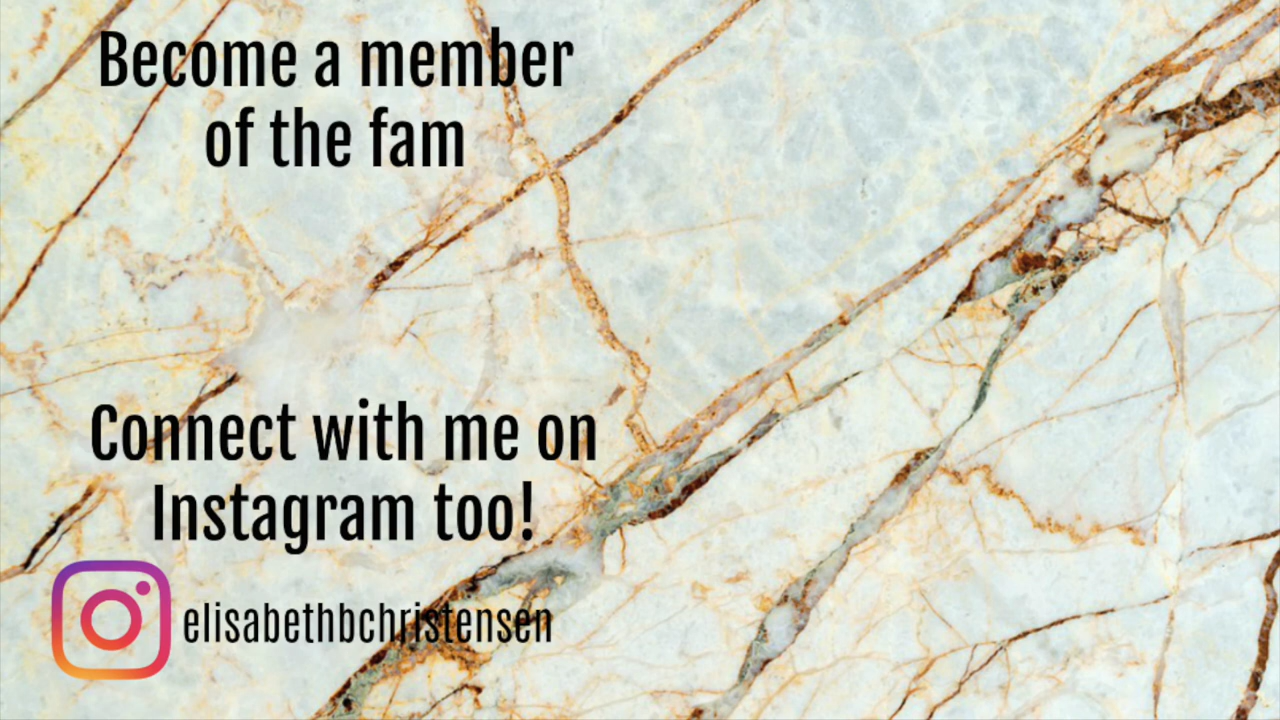 Become a member
of the fam
Connect with me on
Instagram too!
elisabethbchristensen